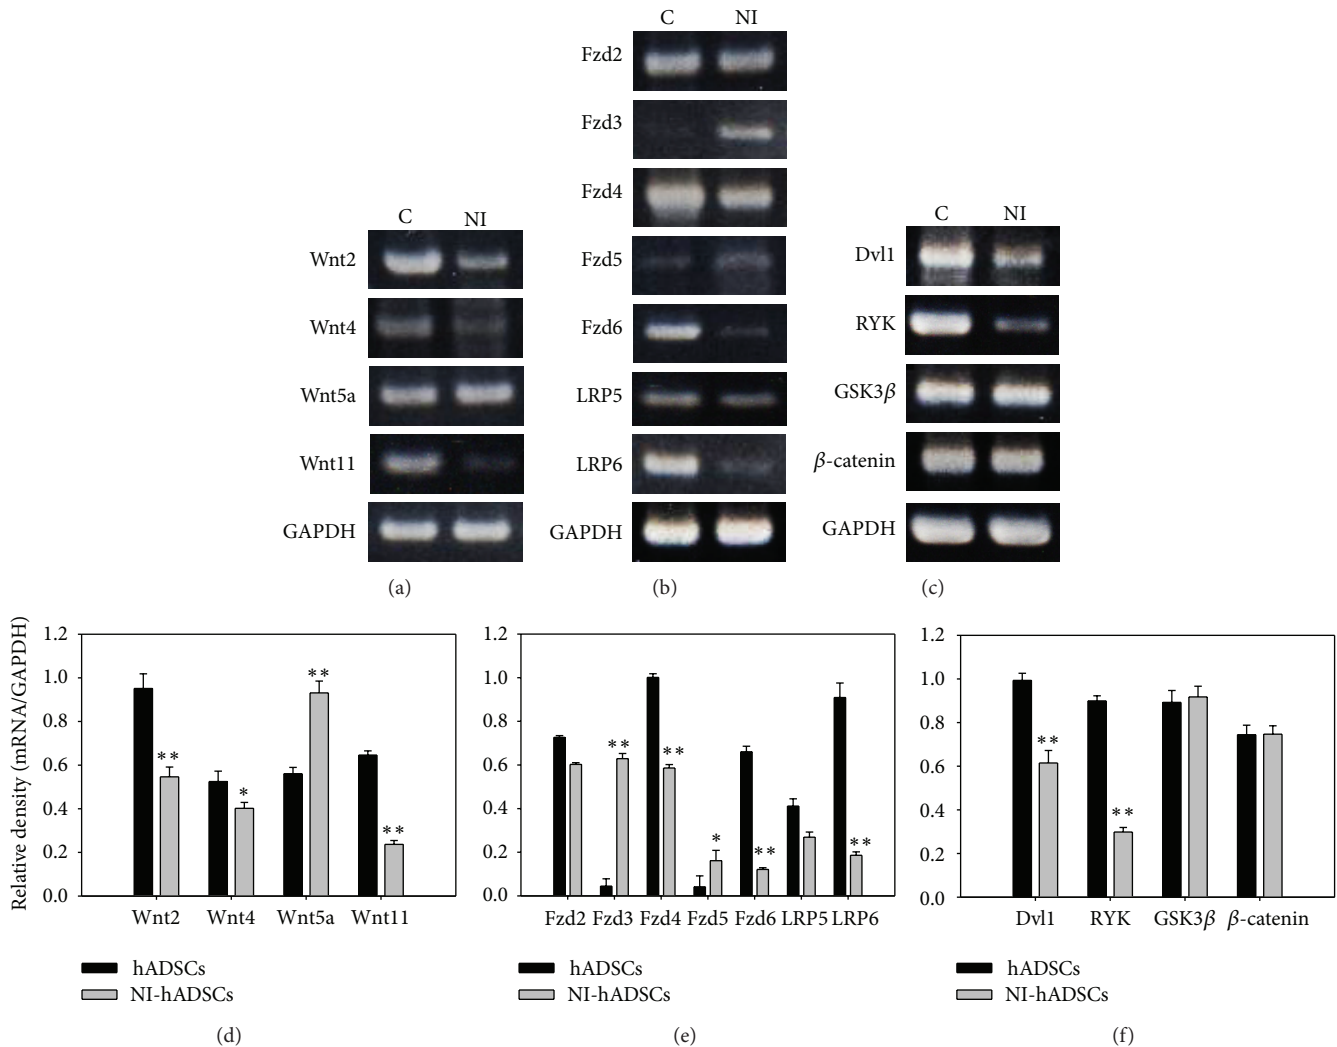 C NI
Wnt2
Wnt4
Wnt5a
Wnt11
GAPDH
(a)
C NI
Fzd2
Fzd3
Fzd4
Fzd5
Fzd6
LRP5
LRP6
GAPDH
(b)
C NI
Dvl1
RYK
GSK3β
β-catenin
GAPDH
(c)
Relative density (mRNA/GAPDH)
1.2
1.0
0.8
0.6
0.4
0.2
0.0
** * ** **
Wnt2 Wnt4 Wnt5a Wnt11
hADSCs
NI-hADSCs
(d)
1.2
1.0
0.8
0.6
0.4
0.2
0.0
** ** * ** **
Fzd2 Fzd3 Fzd4 Fzd5 Fzd6 LRP5 LRP6
hADSCs
NI-hADSCs
(e)
1.2
1.0
0.8
0.6
0.4
0.2
0.0
** **
Dvl1 RYK GSK3β β-catenin
hADSCs
NI-hADSCs
(f)